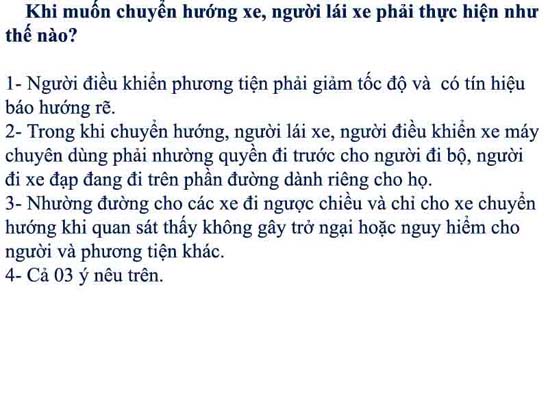 Khi muốn chuyển hướng xe, người lái xe phải thực hiện như
thế nào?
1- Người điều khiển phương tiện phải giảm tốc độ và có tín hiệu
báo hướng rẽ.
2- Trong khi chuyển hướng, người lái xe, người điều khiển xe máy
chuyên dùng phải nhường quyền đi trước cho người đi bộ, người
đi xe đạp đang đi trên phần đường dành riêng cho họ.
3- Nhường đường cho các xe đi ngược chiều và chỉ cho xe chuyển
hướng khi quan sát thấy không gây trở ngại hoặc nguy hiểm cho
người và phương tiện khác.
4- Cả 03 ý nêu trên.